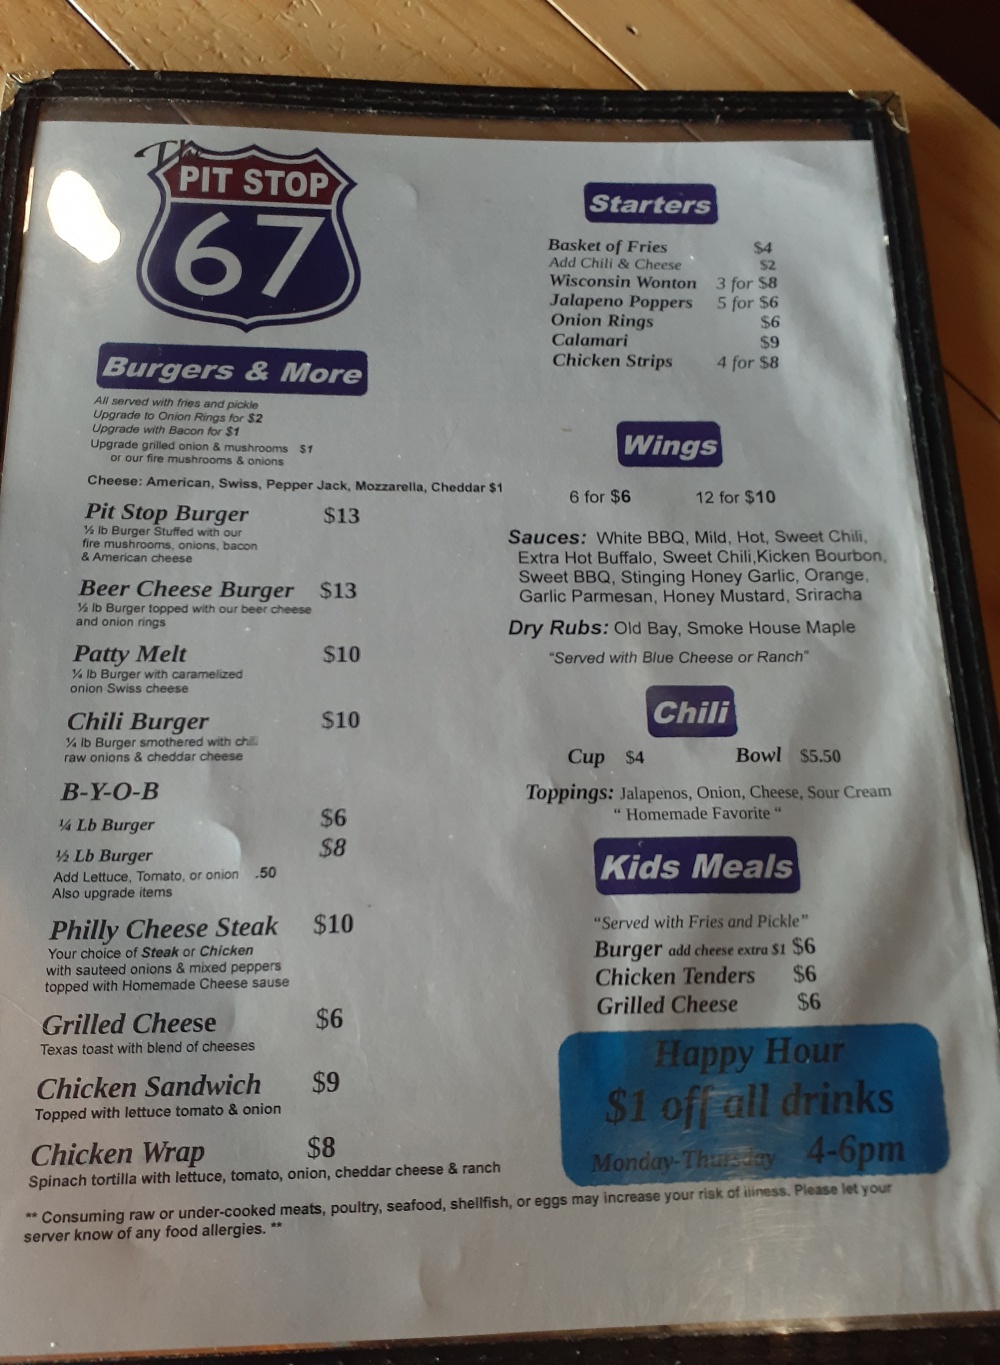 The
PIT STOP
67
Burgers & More
All served with fries and pickle
Upgrade to Onion Rings for $2
Upgrade with Bacon for $1
Upgrade grilled onion & mushrooms $1
or our fire mushrooms & onions
Cheese: American, Swiss, Pepper Jack, Mozzarella, Cheddar $1
Pit Stop Burger $13
½ lb Burger Stuffed with our
fire mushrooms, onions, bacon
& American cheese
Beer Cheese Burger $13
½ lb Burger topped with our beer cheese
and onion rings
Patty Melt $10
¼ lb Burger with caramelized
onion Swiss cheese
Chili Burger $10
¼ lb Burger smothered with chili
raw onions & cheddar cheese
B-Y-O-B
¼ Lb Burger $6
½ Lb Burger $8
Add Lettuce, Tomato, or onion .50
Also upgrade items
Philly Cheese Steak $10
Your choice of Steak or Chicken
with sauteed onions & mixed peppers
topped with Homemade Cheese sause
Grilled Cheese $6
Texas toast with blend of cheeses
Chicken Sandwich $9
Topped with lettuce tomato & onion
Chicken Wrap $8
Spinach tortilla with lettuce, tomato, onion, cheddar cheese & ranch
Starters
Basket of Fries $4
Add Chili & Cheese $2
Wisconsin Wonton 3 for $8
Jalapeno Poppers 5 for $6
Onion Rings $6
Calamari $9
Chicken Strips 4 for $8
Wings
6 for $6 12 for $10
Sauces: White BBQ, Mild, Hot, Sweet Chili,
Extra Hot Buffalo, Sweet Chili,Kicken Bourbon,
Sweet BBQ, Stinging Honey Garlic, Orange,
Garlic Parmesan, Honey Mustard, Sriracha
Dry Rubs: Old Bay, Smoke House Maple
"Served with Blue Cheese or Ranch"
Chili
Cup $4 Bowl $5.50
Toppings: Jalapenos, Onion, Cheese, Sour Cream
" Homemade Favorite "
Kids Meals
"Served with Fries and Pickle"
Burger add cheese extra $1 $6
Chicken Tenders $6
Grilled Cheese $6
Happy Hour
$1 off all drinks
Monday-Thursday 4-6pm
** Consuming raw or under-cooked meats, poultry, seafood, shellfish, or eggs may increase your risk of illness. Please let your
server know of any food allergies. **